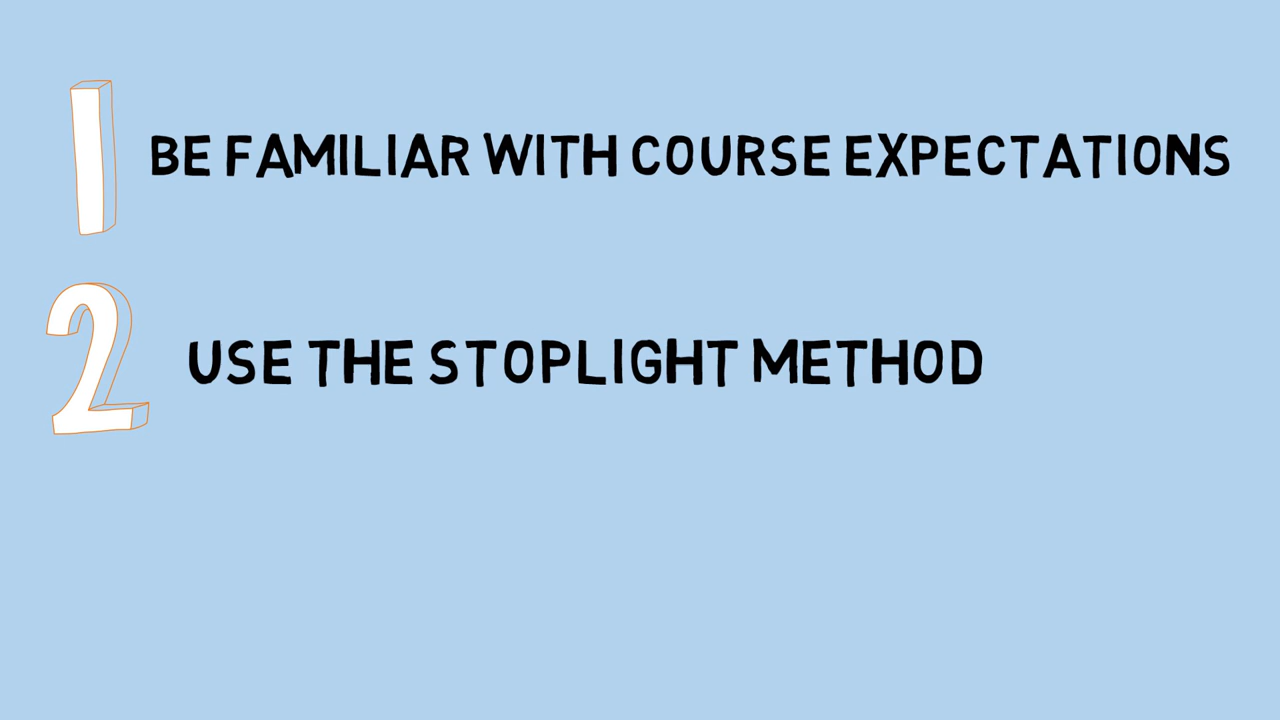 1 BE FAMILIAR WITH COURSE EXPECTATIONS
2 USE THE STOPLIGHT METHOD